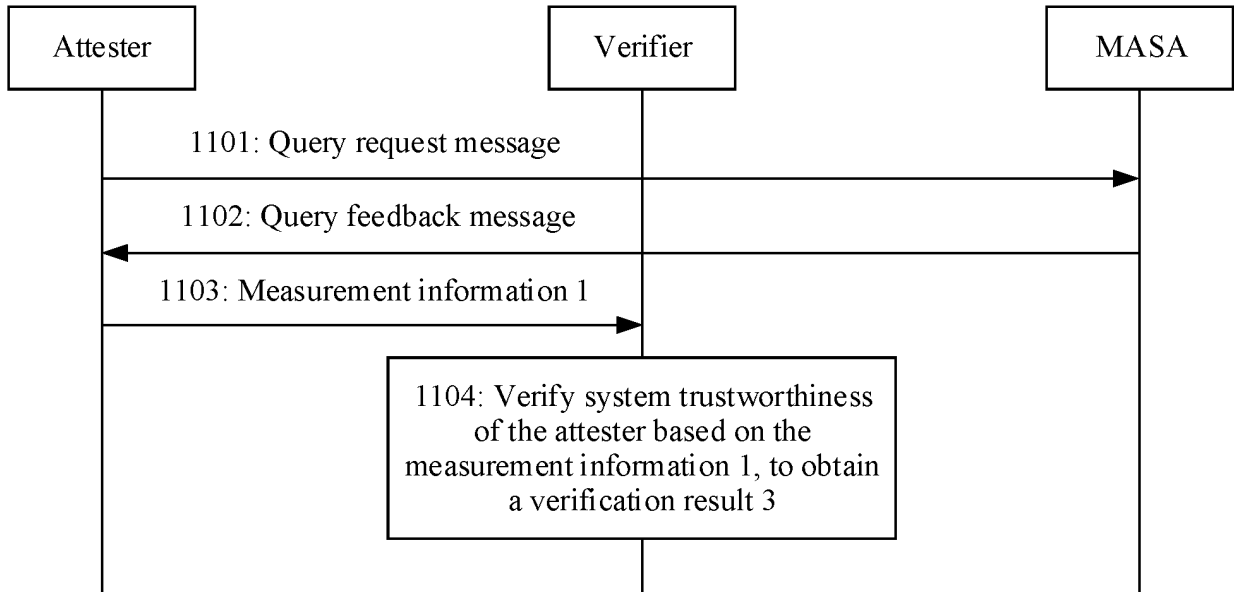 Attester
Verifier
MASA
1101: Query request message
1102: Query feedback message
1103: Measurement information 1
1104: Verify system trustworthiness
of the attester based on the
measurement information 1, to obtain
a verification result 3